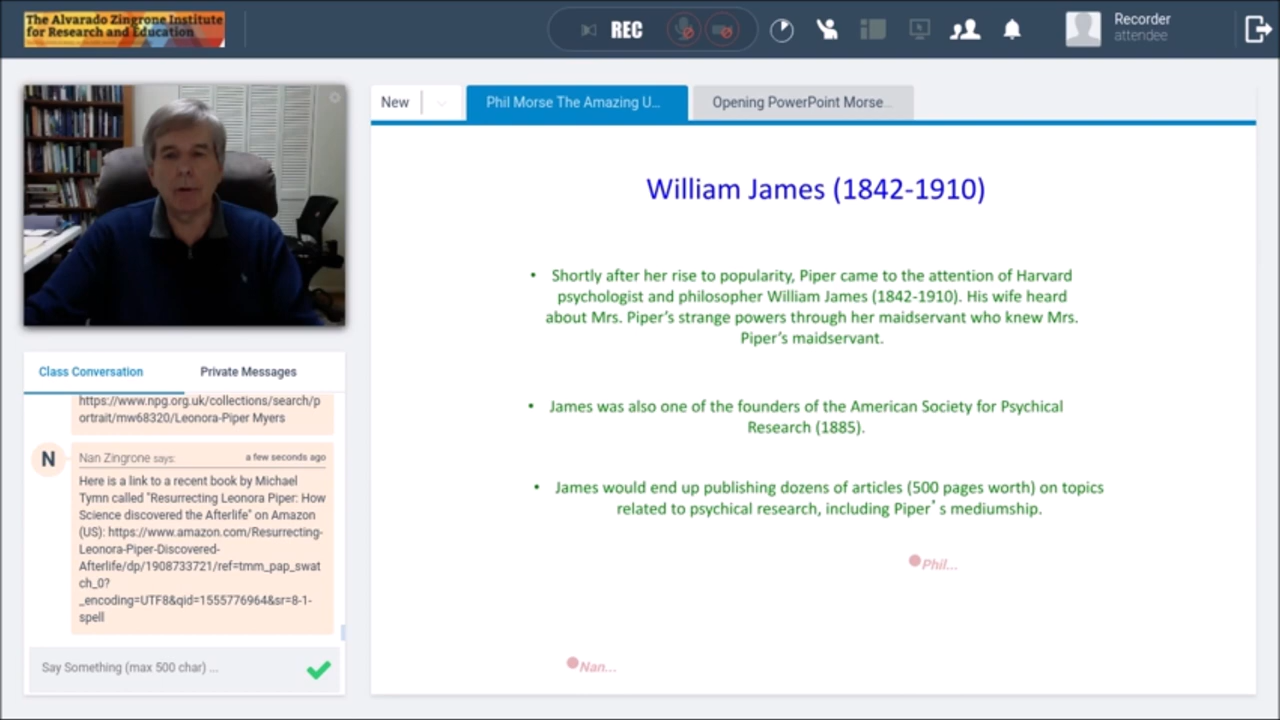 The Alvarado Zingrone Institute
for Research and Education
REC
Recorder
attendee
New
Phil Morse The Amazing U...
Opening PowerPoint Morse...
William James (1842-1910)
• Shortly after her rise to popularity, Piper came to the attention of Harvard
psychologist and philosopher William James (1842-1910). His wife heard
about Mrs. Piper’s strange powers through her maidservant who knew Mrs.
Piper’s maidservant.
• James was also one of the founders of the American Society for Psychical
Research (1885).
• James would end up publishing dozens of articles (500 pages worth) on topics
related to psychical research, including Piper’ s mediumship.
Phil...
Nan...
Class Conversation
Private Messages
https://www.npg.org.uk/collections/search/p
ortrait/mw68320/Leonora-Piper Myers
N
Nan Zingrone says:
a few seconds ago
Here is a link to a recent book by Michael
Tymn called "Resurrecting Leonora Piper: How
Science discovered the Afterlife" on Amazon
(US): https://www.amazon.com/Resurrecting-
Leonora-Piper-Discovered-
Afterlife/dp/1908733721/ref=tmm_pap_swat
ch_0?
_encoding=UTF8&qid=1555776964&sr=8-1-
spell
Say Something (max 500 char) ...